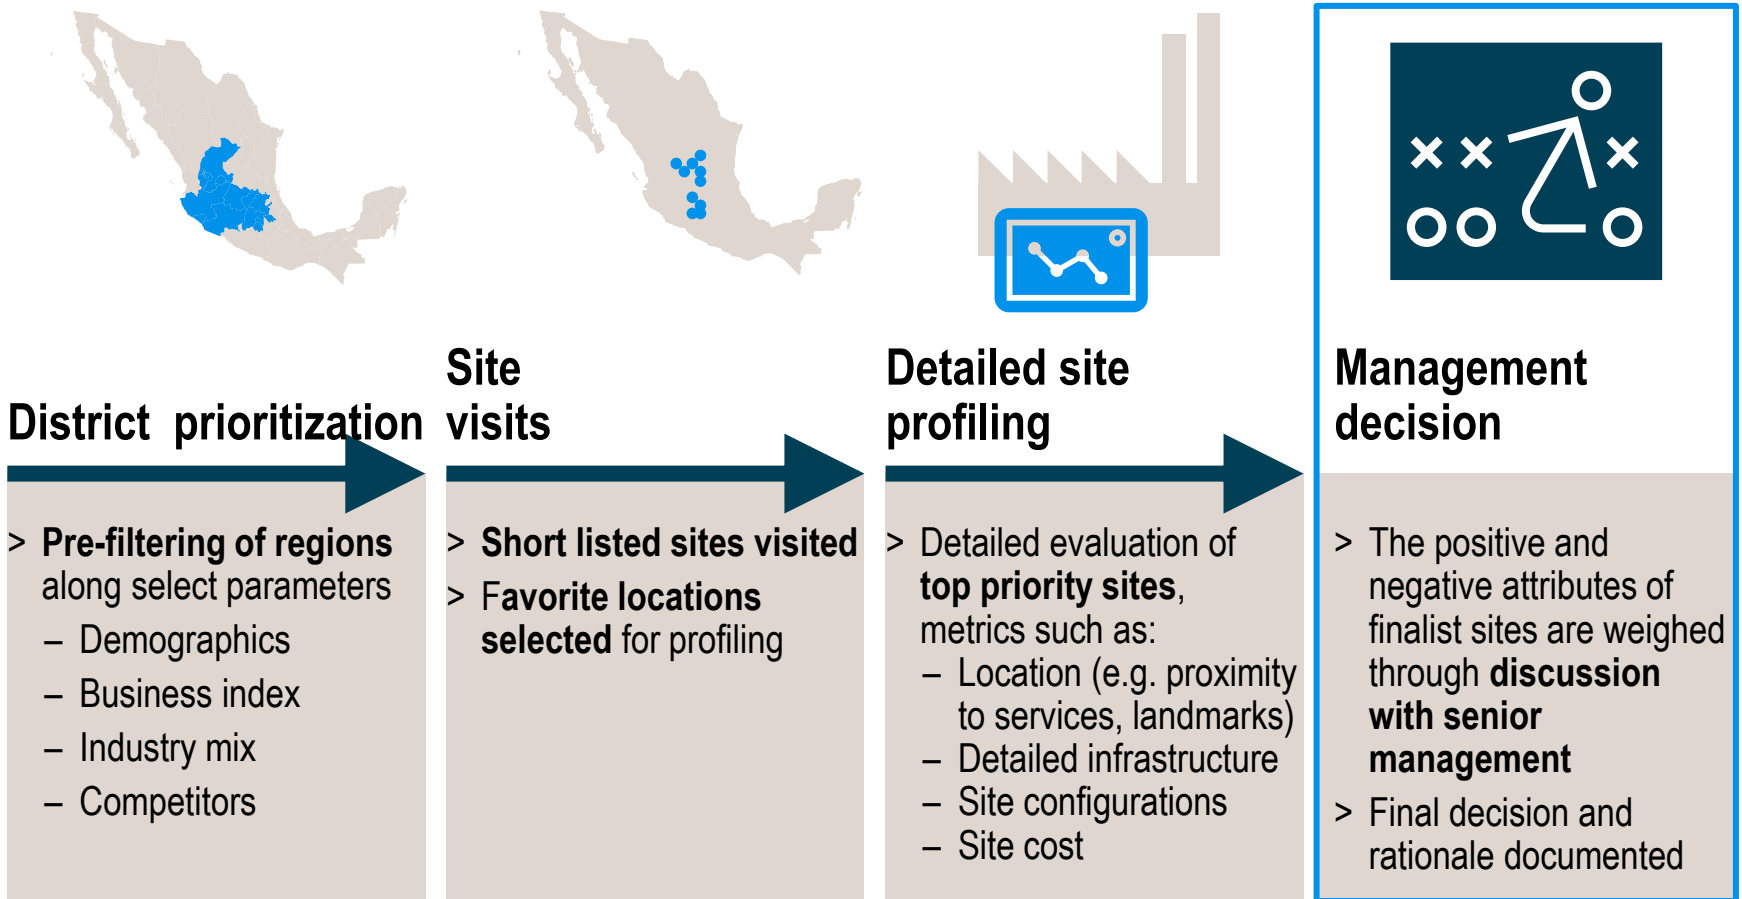 District prioritization
> Pre-filtering of regions
along select parameters
– Demographics
– Business index
– Industry mix
– Competitors
Site
visits
> Short listed sites visited
> Favorite locations
selected for profiling
Detailed site
profiling
> Detailed evaluation of
top priority sites,
metrics such as:
– Location (e.g. proximity
to services, landmarks)
– Detailed infrastructure
– Site configurations
– Site cost
Management
decision
> The positive and
negative attributes of
finalist sites are weighed
through discussion
with senior
management
> Final decision and
rationale documented